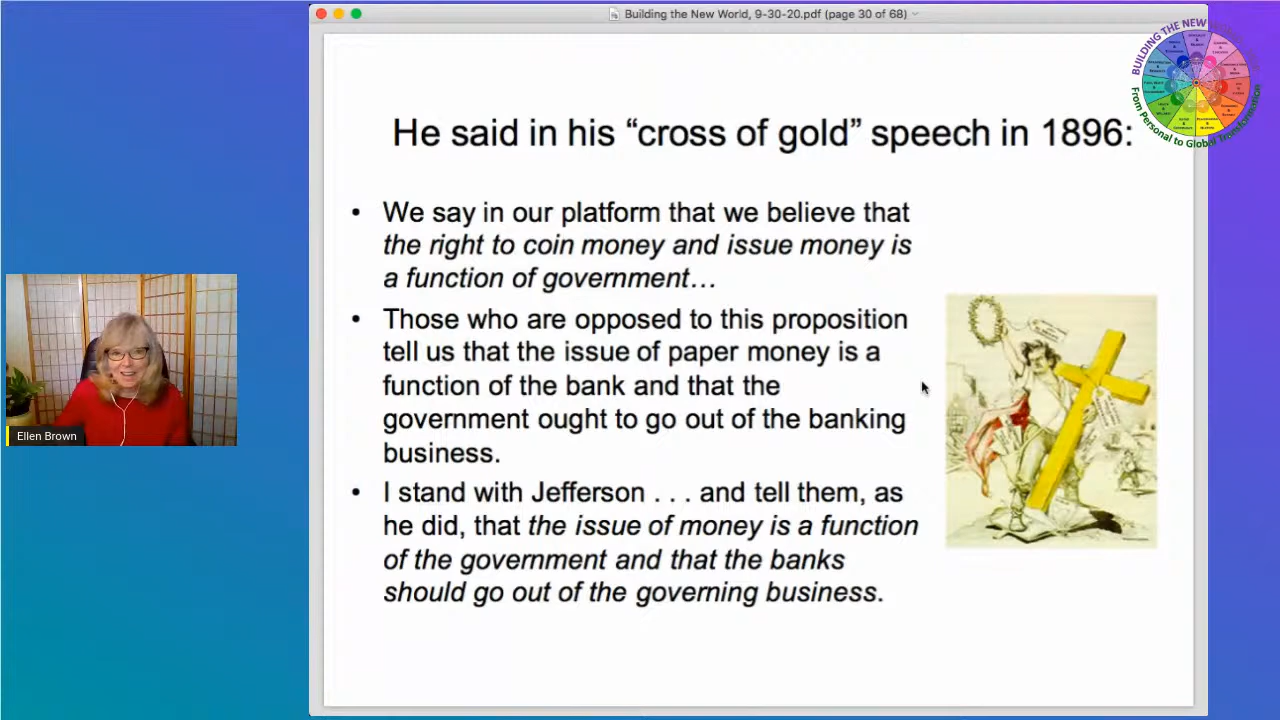 Building the New World, 9-30-20.pdf (page 30 of 68)
BUILDING THE NEW
From Personal to Global Transformation
He said in his “cross of gold” speech in 1896:
• We say in our platform that we believe that
the right to coin money and issue money is
a function of government…
• Those who are opposed to this proposition
tell us that the issue of paper money is a
function of the bank and that the
government ought to go out of the banking
business.
• I stand with Jefferson . . . and tell them, as
he did, that the issue of money is a function
of the government and that the banks
should go out of the governing business.
Ellen Brown